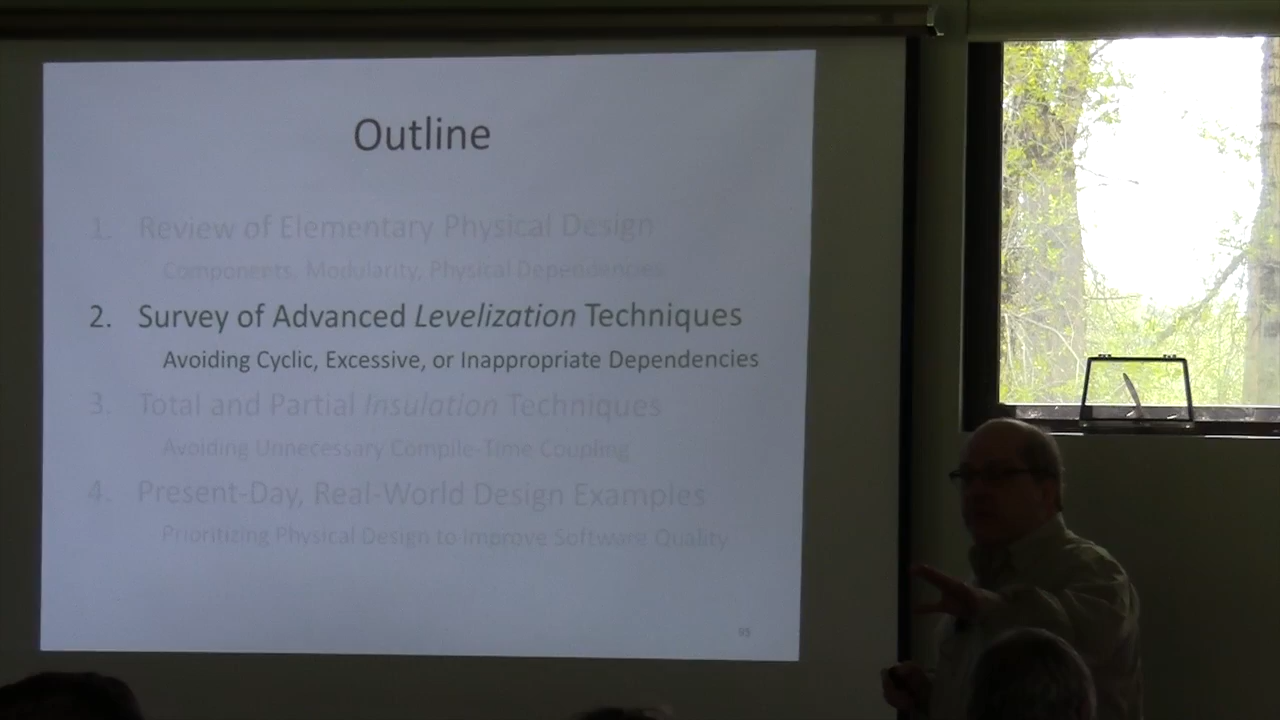 Outline
1. Review of Elementary Physical Design
Components, Modularity, Physical Dependencies
2. Survey of Advanced Levelization Techniques
Avoiding Cyclic, Excessive, or Inappropriate Dependencies
3. Total and Partial Insulation Techniques
Avoiding Unnecessary Compile-Time Coupling
4. Present-Day, Real-World Design Examples
Prioritizing Physical Design to Improve Software Quality